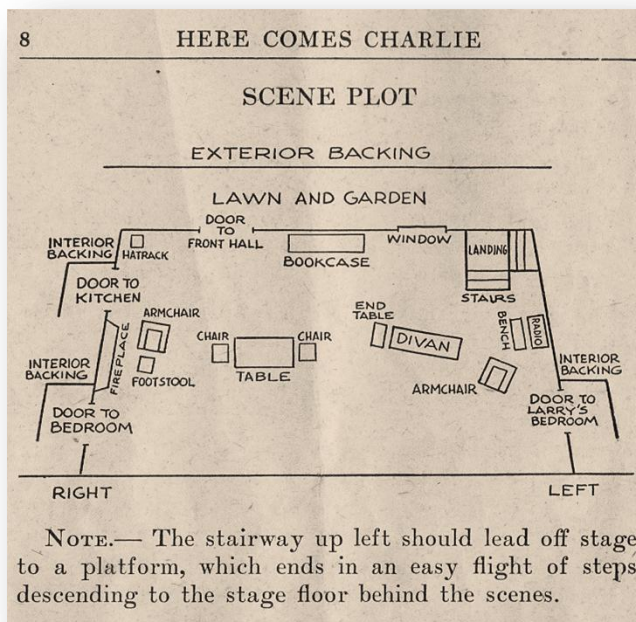 8 HERE COMES CHARLIE
SCENE PLOT
EXTERIOR BACKING
LAWN AND GARDEN
INTERIOR
BACKING
HATRACK
DOOR
TO
FRONT HALL
BOOKCASE
WINDOW
LANDING
STAIRS
DOOR TO
KITCHEN
FIREPLACE
ARMCHAIR
FOOTSTOOL
CHAIR
TABLE
CHAIR
END
TABLE
DIVAN
ARMCHAIR
BENCH
RADIO
INTERIOR
BACKING
DOOR TO
BEDROOM
INTERIOR
BACKING
DOOR TO
LARRY'S
BEDROOM
RIGHT LEFT
NOTE.— The stairway up left should lead off stage
to a platform, which ends in an easy flight of steps
descending to the stage floor behind the scenes.